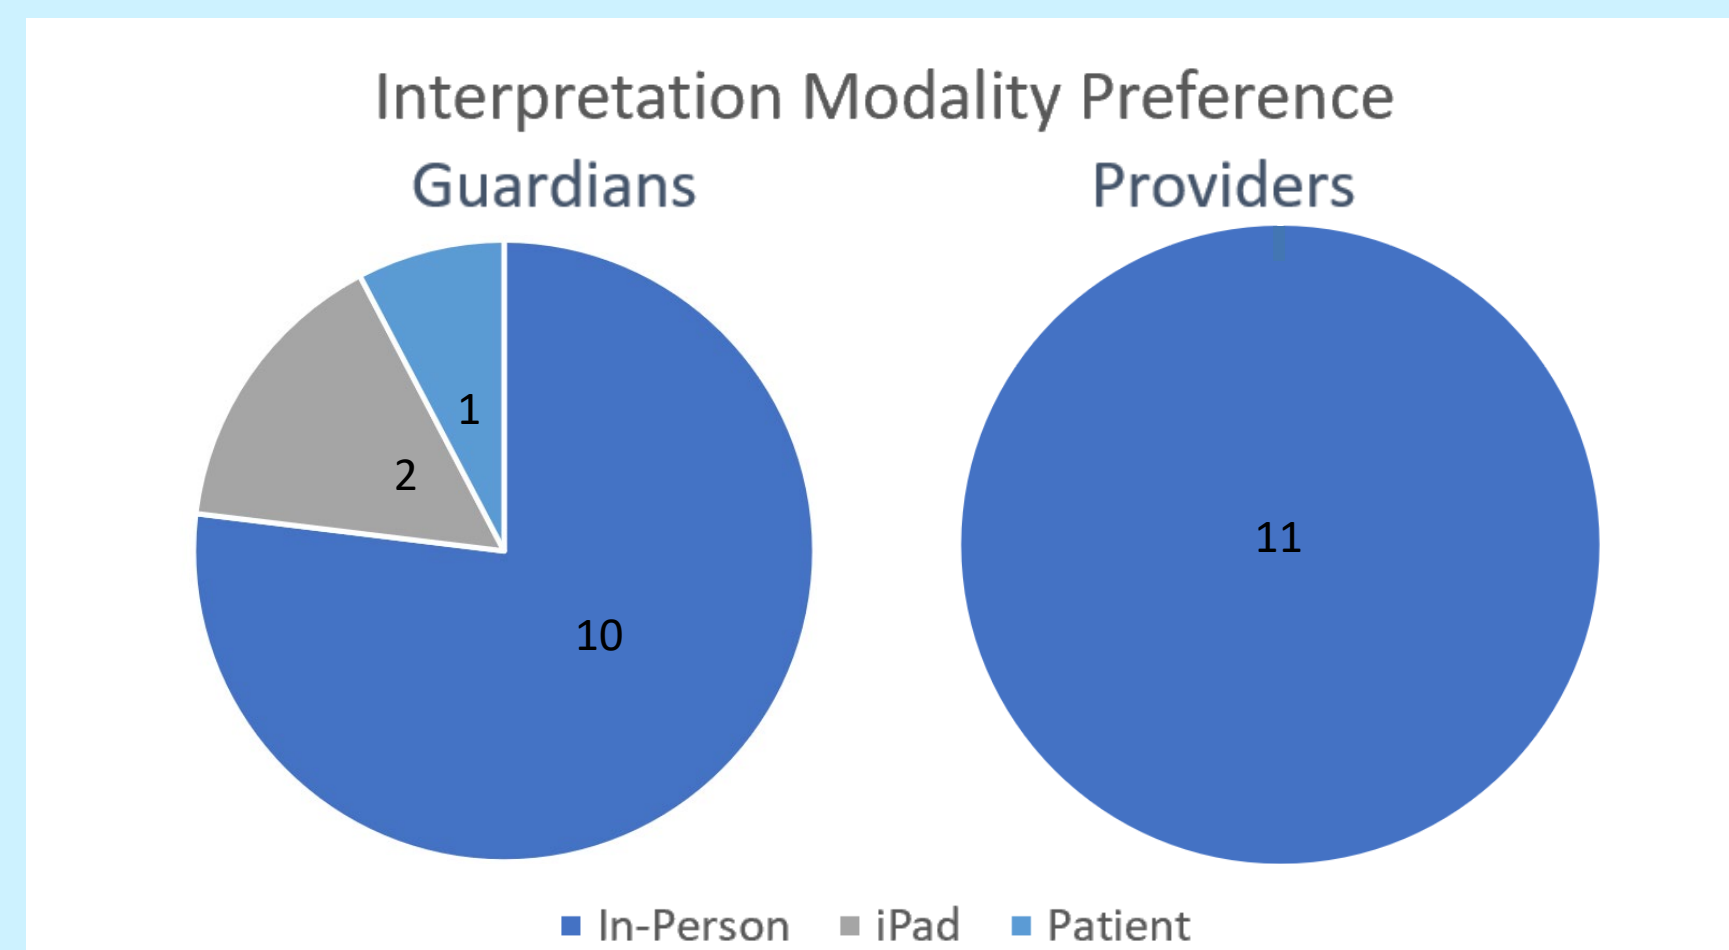 Interpretation Modality Preference
Guardians
Providers
1
2
10
11
In-Person
iPad
Patient